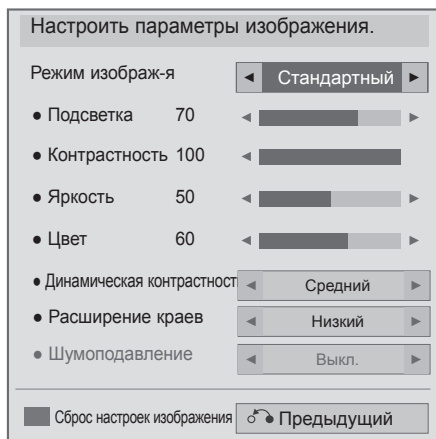 Настроить параметры изображения.
Режим изображ-я ◄ Стандартный ►
● Подсветка 70 ◄ ►
● Контрастность 100 ◄
● Яркость 50 ◄ ►
● Цвет 60 ◄ ►
● Динамическая контрастност ◄ Средний ►
● Расширение краев ◄ Низкий ►
● Шумоподавление ◄ Выкл. ►
Сброс настроек изображения Предыдущий